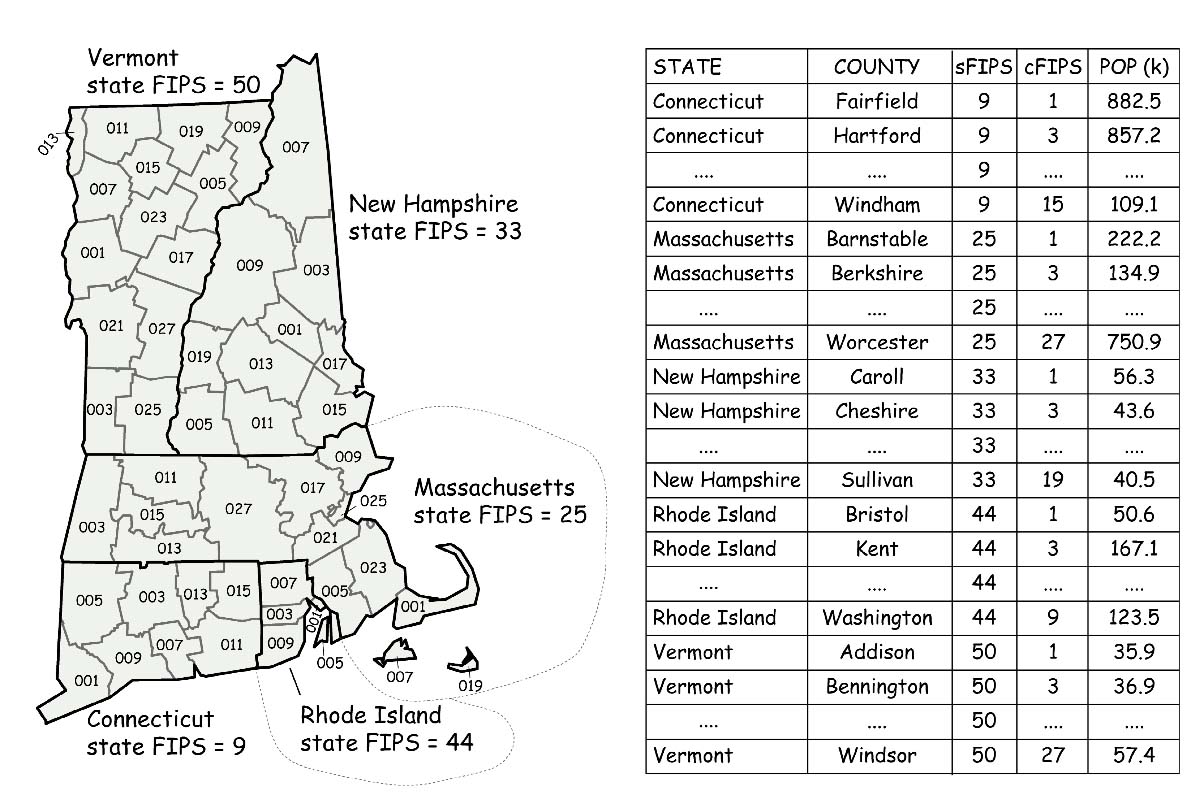 Vermont
state FIPS = 50
013
011
019
009
007
015
005
007
023
001
017
021
027
003
025
New Hampshire
state FIPS = 33
009
003
001
019
013
017
005
011
015
Massachusetts
state FIPS = 25
009
011
017
025
003
015
027
021
013
023
005
001
007
019
005
003
013
015
007
003
001
009
005
007
011
009
001
Connecticut
state FIPS = 9
Rhode Island
state FIPS = 44
STATE COUNTY sFIPS cFIPS POP (k)
Connecticut Fairfield 9 1 882.5
Connecticut Hartford 9 3 857.2
.... .... 9 .... ....
Connecticut Windham 9 15 109.1
Massachusetts Barnstable 25 1 222.2
Massachusetts Berkshire 25 3 134.9
.... .... 25 .... ....
Massachusetts Worcester 25 27 750.9
New Hampshire Caroll 33 1 56.3
New Hampshire Cheshire 33 3 43.6
.... .... 33 .... ....
New Hampshire Sullivan 33 19 40.5
Rhode Island Bristol 44 1 50.6
Rhode Island Kent 44 3 167.1
.... .... 44 .... ....
Rhode Island Washington 44 9 123.5
Vermont Addison 50 1 35.9
Vermont Bennington 50 3 36.9
.... .... 50 .... ....
Vermont Windsor 50 27 57.4